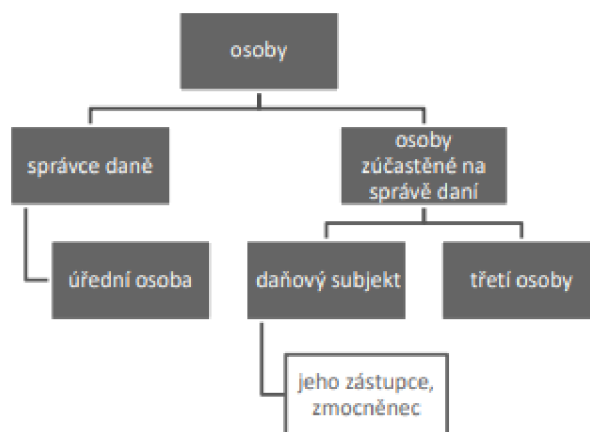 osoby
správce daně
osoby
zúčastěné na
správě daní
úřední osoba
daňový subjekt
třetí osoby
jeho zástupce,
zmocněnec